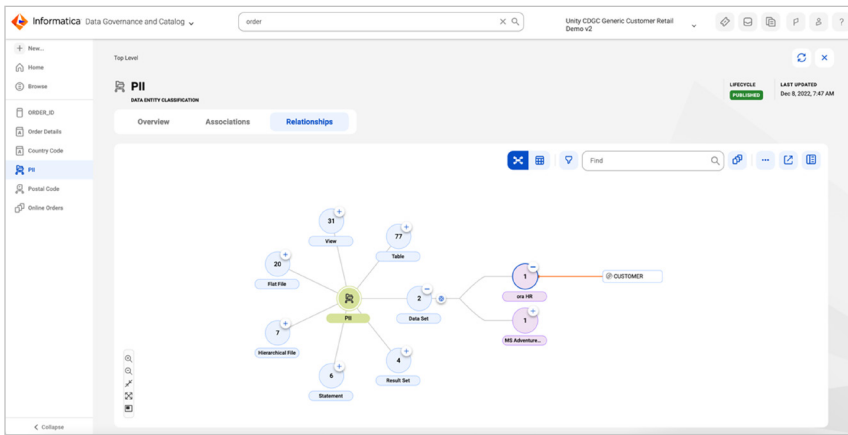 Informatica Data Governance and Catalog
order
Unity CDGC Generic Customer Retail
Demo v2
?
New...
Home
Browse
ORDER_ID
Order Details
Country Code
PII
Postal Code
Online Orders
Collapse
Top Level
PII
DATA ENTITY CLASSIFICATION
LIFECYCLE
PUBLISHED
LAST UPDATED
Dec 8, 2022, 7:47 AM
Overview
Associations
Relationships
Find
31
View
77
Table
20
Flat File
PII
2
Data Set
1
ora HR
CUSTOMER
1
MS Adventure...
7
Hierarchical File
6
Statement
4
Result Set